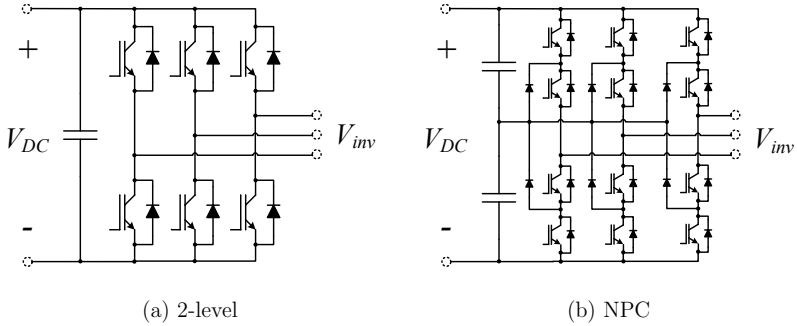 +
V_DC
-
V_inv
+
V_DC
-
V_inv
(a) 2-level
(b) NPC